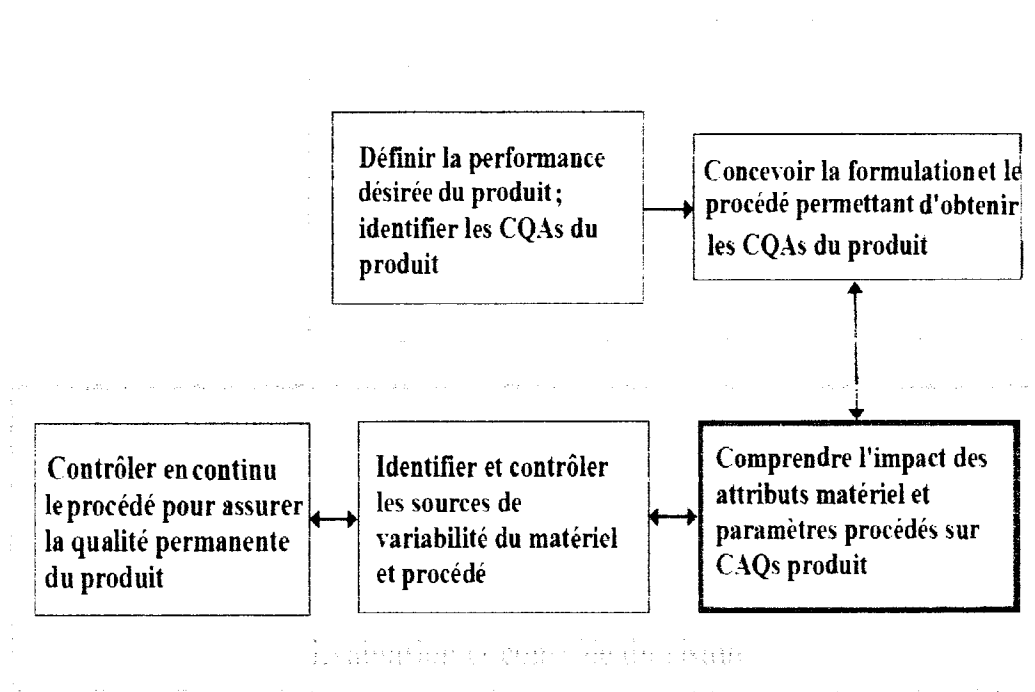 Définir la performance
désirée du produit;
identifier les CQAs du
produit
Concevoir la formulation et le
procédé permettant d'obtenir
les CQAs du produit
Contrôler en continu
le procédé pour assurer
la qualité permanente
du produit
Identifier et contrôler
les sources de
variabilité du matériel
et procédé
Comprendre l'impact des
attributs matériel et
paramètres procédés sur
CAQs produit